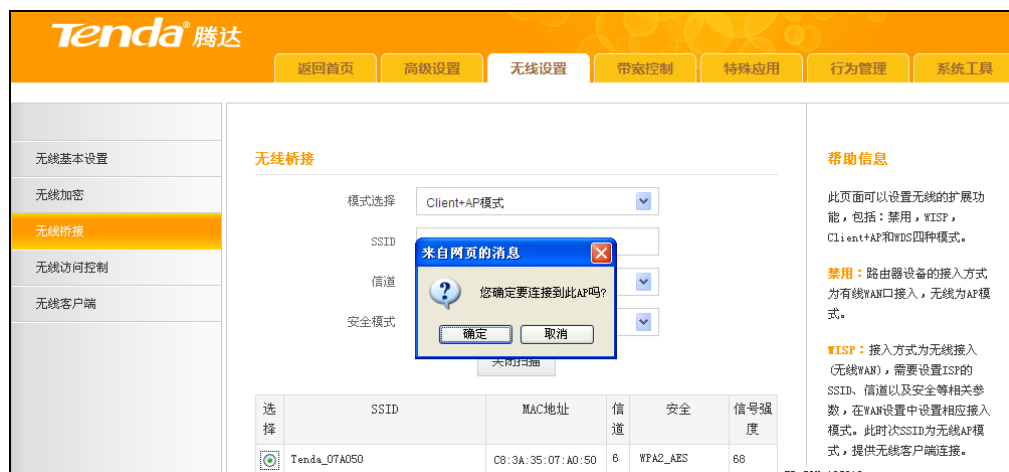 Tenda® 腾达
返回首页 高级设置 无线设置 带宽控制 特殊应用 行为管理 系统工具
无线基本设置
无线加密
无线桥接
无线访问控制
无线客户端
无线桥接
模式选择 Client+AP模式
SSID
信道
安全模式
来自网页的消息
您确定要连接到此AP吗?
确定 取消
关闭扫描
选择 SSID MAC地址 信道 安全 信号强度
Tenda_07A050 C8:3A:35:07:A0:50 6 WPA2_AES 68
帮助信息
此页面可以设置无线的扩展功
能，包括：禁用，WISP，
Client+AP和WDS四种模式。
禁用：路由器设备的接入方式
为有线WAN口接入，无线为AP模
式。
WISP：接入方式为无线接入
(无线WAN)，需要设置ISP的
SSID、信道以及安全等相关参
数，在WAN设置中设置相应接入
模式。此时次SSID为无线AP模
式，提供无线客户端连接。